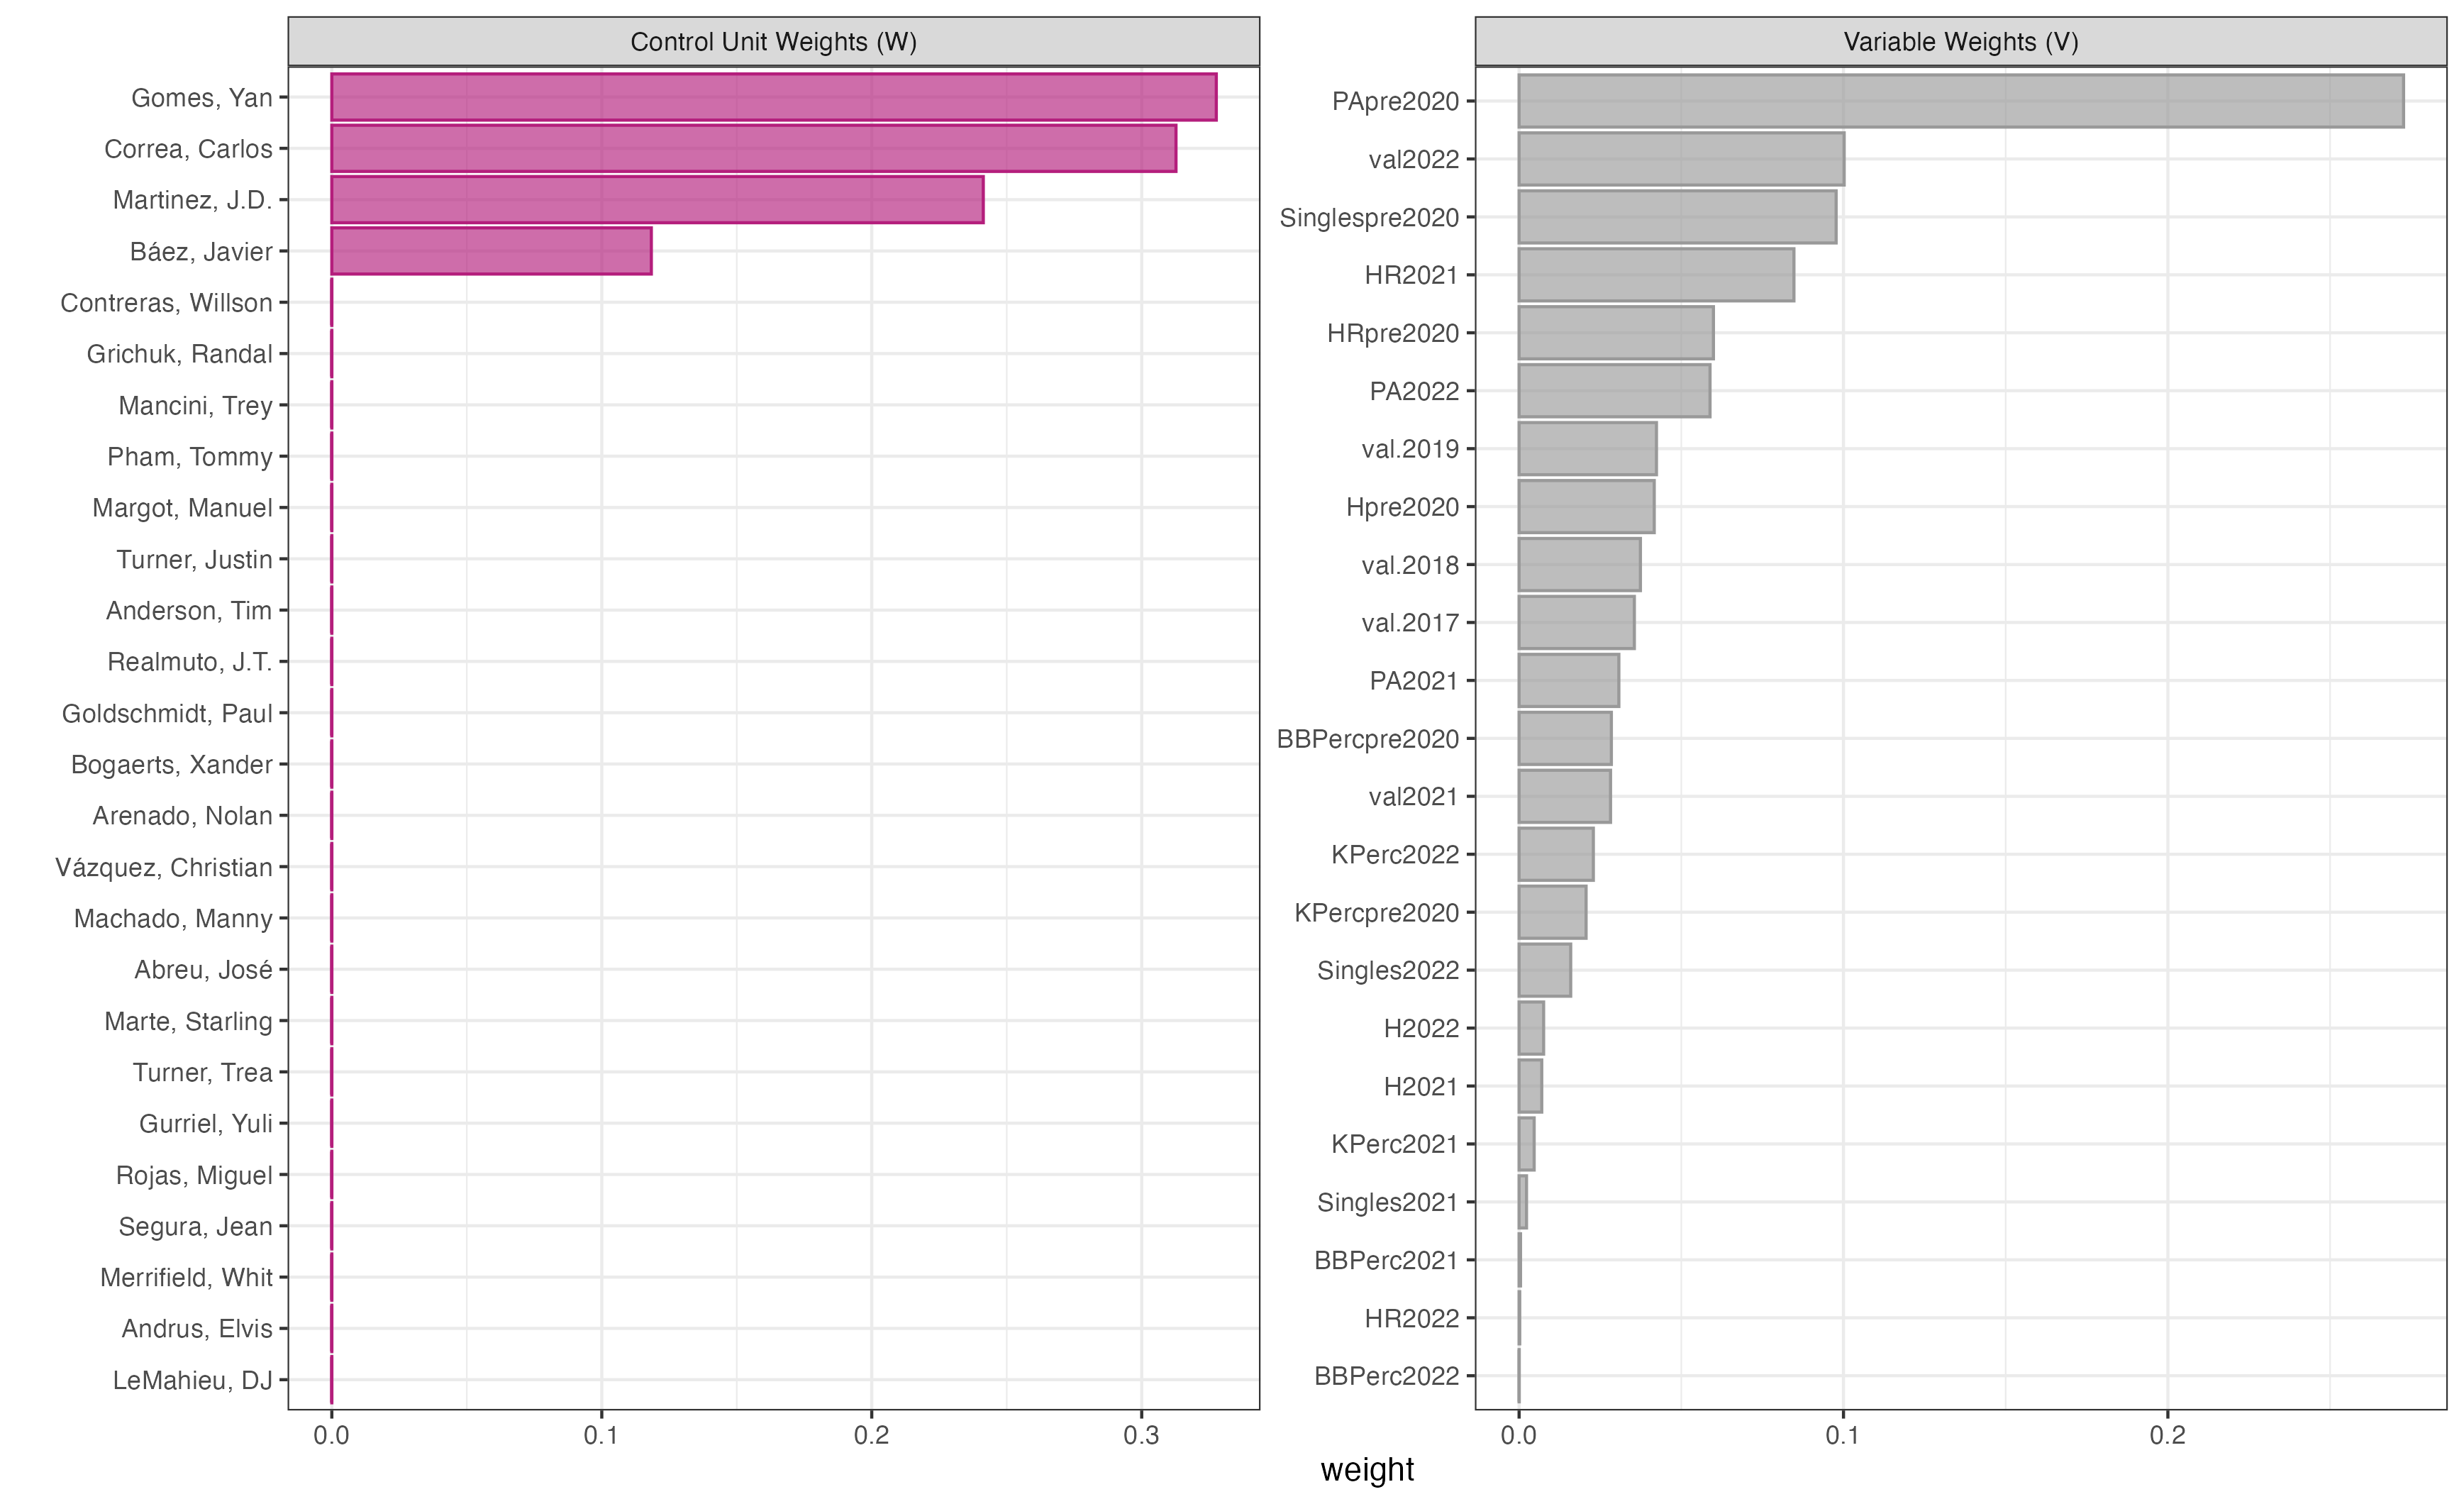 Control Unit Weights (W)
Gomes, Yan
Correa, Carlos
Martinez, J.D.
Báez, Javier
Contreras, Willson
Grichuk, Randal
Mancini, Trey
Pham, Tommy
Margot, Manuel
Turner, Justin
Anderson, Tim
Realmuto, J.T.
Goldschmidt, Paul
Bogaerts, Xander
Arenado, Nolan
Vázquez, Christian
Machado, Manny
Abreu, José
Marte, Starling
Turner, Trea
Gurriel, Yuli
Rojas, Miguel
Segura, Jean
Merrifield, Whit
Andrus, Elvis
LeMahieu, DJ
0.0 0.1 0.2 0.3
Variable Weights (V)
PApre2020
val2022
Singlespre2020
HR2021
HRpre2020
PA2022
val.2019
Hpre2020
val.2018
val.2017
PA2021
BBPercpre2020
val2021
KPerc2022
KPercpre2020
Singles2022
H2022
H2021
KPerc2021
Singles2021
BBPerc2021
HR2022
BBPerc2022
0.0 0.1 0.2
weight